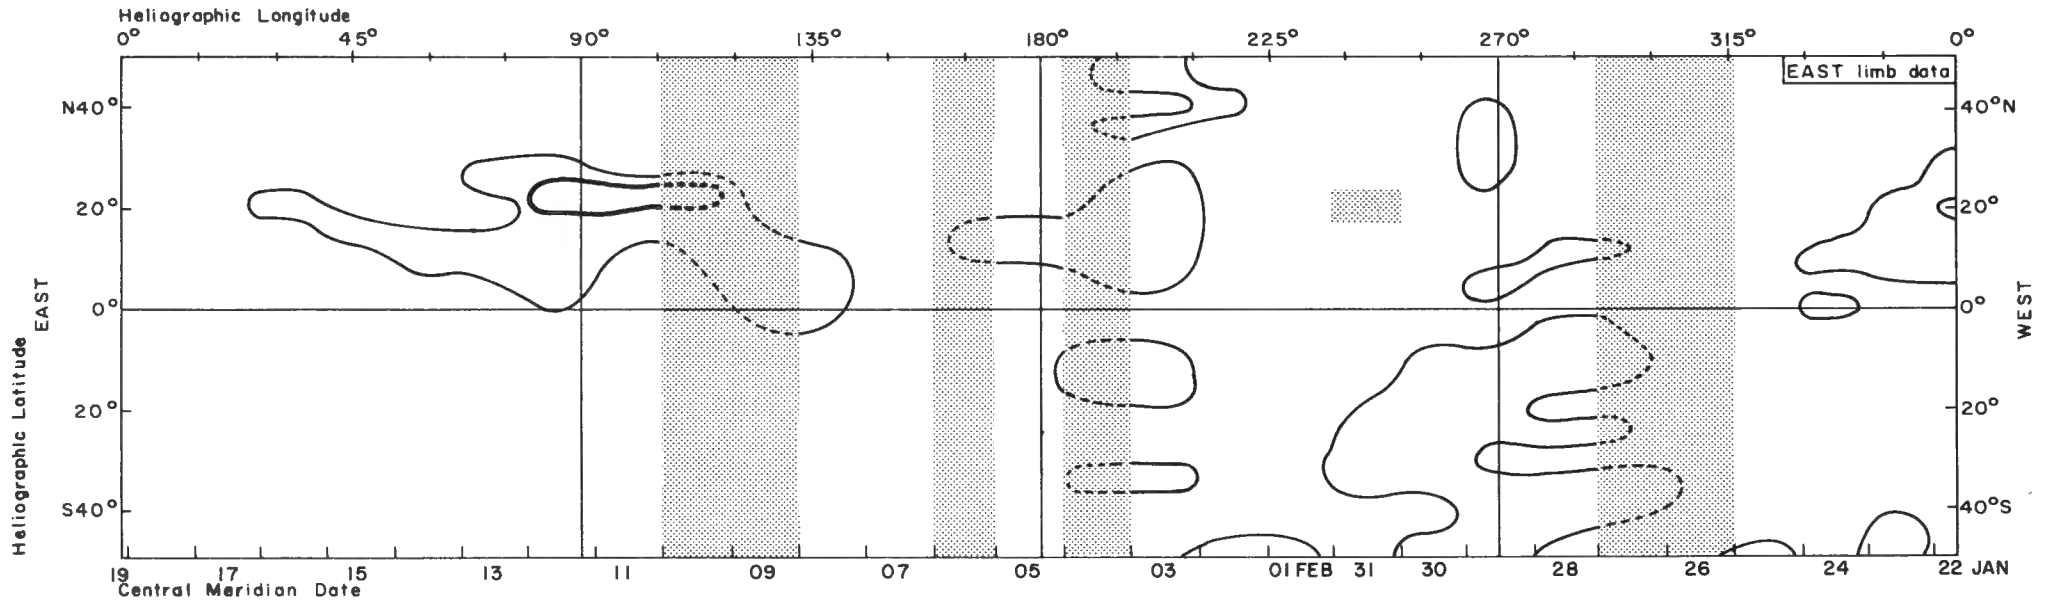 Heliographic Longitude
0° 45° 90° 135° 180° 225° 270° 315° 0°
EAST limb data
N40° 40°N
20° 20°
0° 0°
EAST WEST
20° 20°
S40° 40°S
Heliographic Latitude
19 17 15 13 11 09 07 05 03 01 FEB 31 30 28 26 24 22 JAN
Central Meridian Date